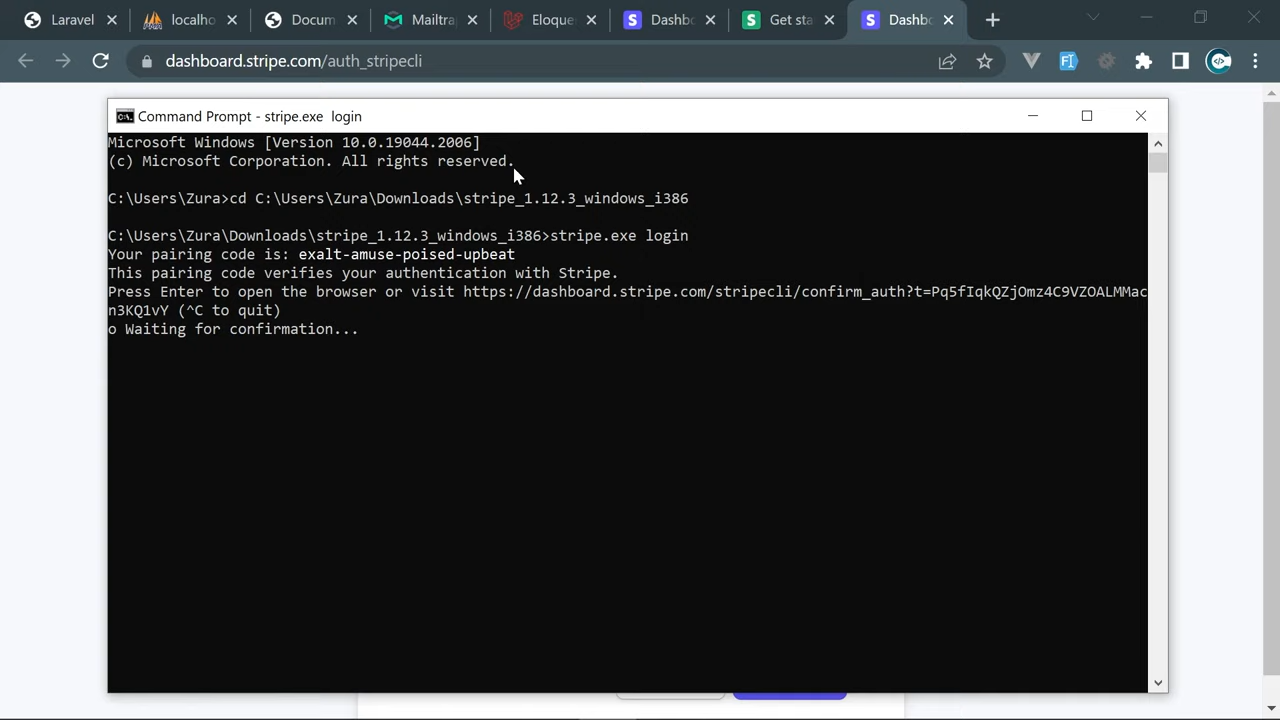 Laravel
localho
Docum
Mailtra
Eloque
Dashbo
Get sta
Dashbo
dashboard.stripe.com/auth_stripecli
Command Prompt - stripe.exe login
Microsoft Windows [Version 10.0.19044.2006]
(c) Microsoft Corporation. All rights reserved.
C:\Users\Zura>cd C:\Users\Zura\Downloads\stripe_1.12.3_windows_i386
C:\Users\Zura\Downloads\stripe_1.12.3_windows_i386>stripe.exe login
Your pairing code is: exalt-amuse-poised-upbeat
This pairing code verifies your authentication with Stripe.
Press Enter to open the browser or visit https://dashboard.stripe.com/stripecli/confirm_auth?t=Pq5fIqkQZjOmz4C9VZOALMMac
n3KQ1vY (^C to quit)
o Waiting for confirmation...